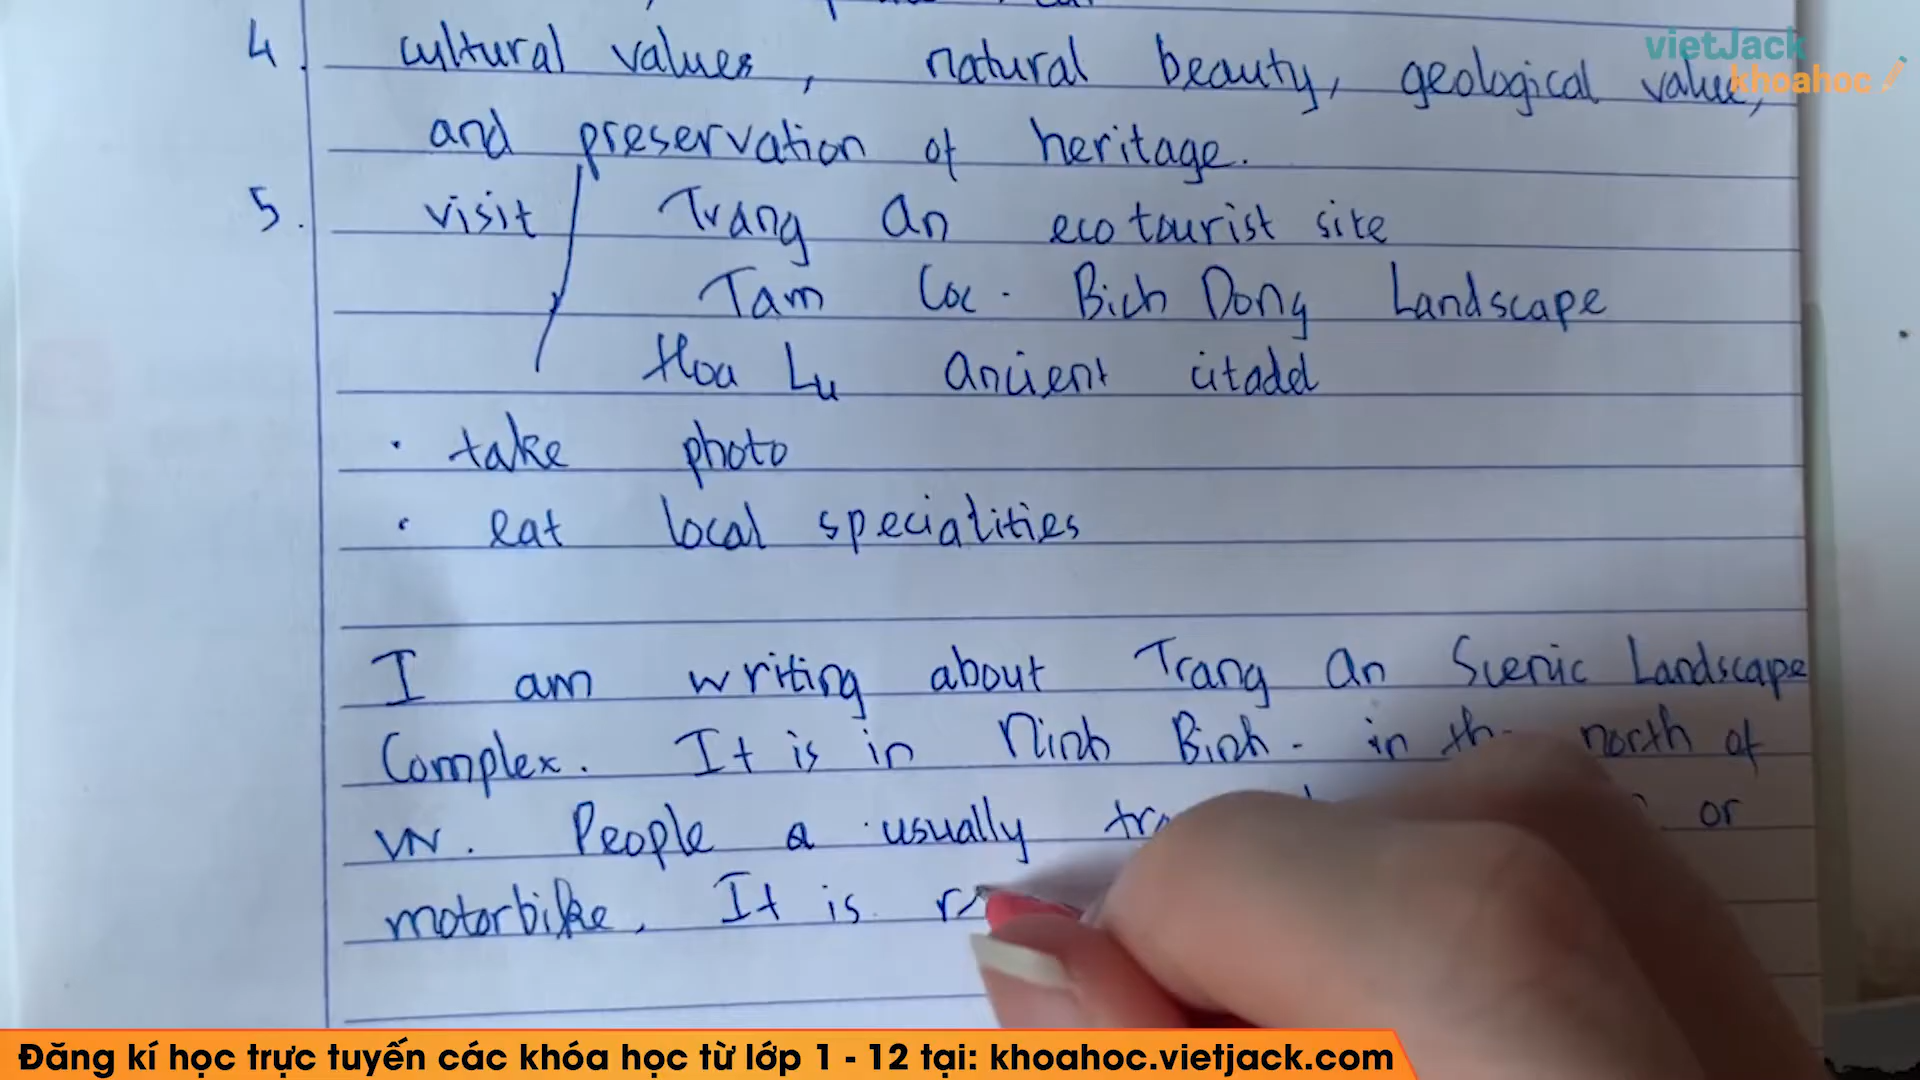 4. cultural values, natural beauty, geological value,
and preservation of heritage.
5. visit Trang An ecotourist site
Tam Coc - Bich Dong Landscape
Hoa Lu Ancient citadel
• take photo
• eat local specialities
I am writing about Trang An Scenic Landscape
Complex. It is in Ninh Binh - in the north of
VN. People a usually or
motorbike. It is
vietJack
khoahoc
Đăng kí học trực tuyến các khóa học từ lớp 1 - 12 tại: khoahoc.vietjack.com